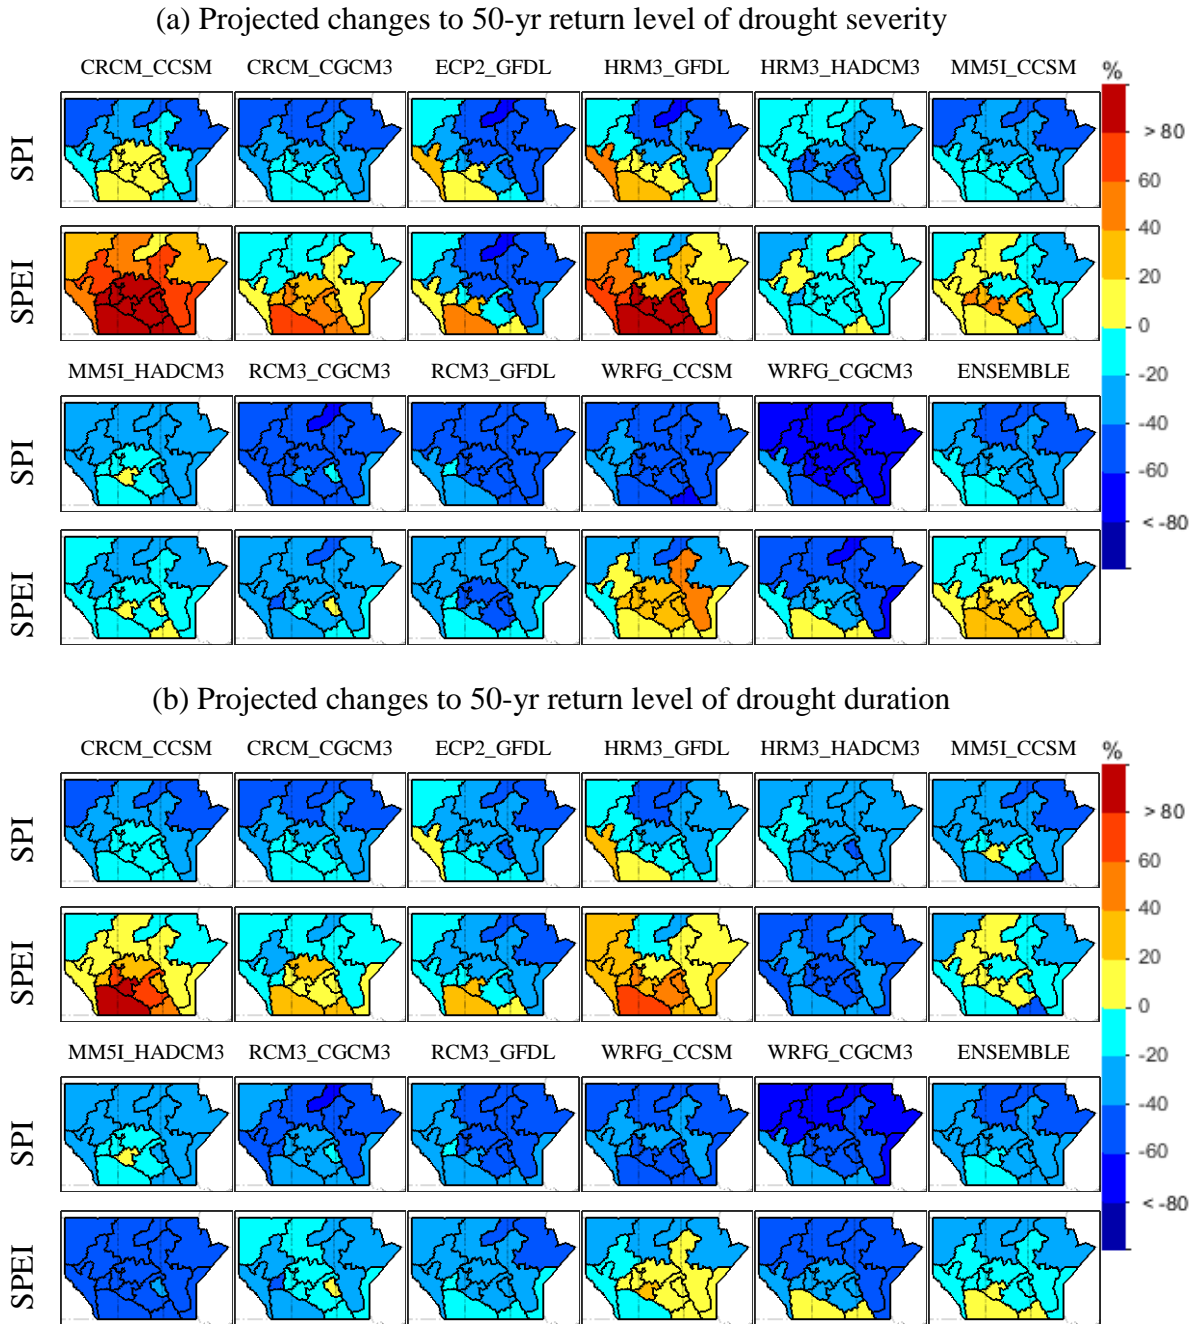 (a) Projected changes to 50-yr return level of drought severity
CRCM_CCSM CRCM_CGCM3 ECP2_GFDL HRM3_GFDL HRM3_HADCM3 MM5I_CCSM
%
SPI
SPEI
MM5I_HADCM3 RCM3_CGCM3 RCM3_GFDL WRFG_CCSM WRFG_CGCM3 ENSEMBLE
SPI
SPEI
> 80
60
40
20
0
-20
-40
-60
< -80
(b) Projected changes to 50-yr return level of drought duration
CRCM_CCSM CRCM_CGCM3 ECP2_GFDL HRM3_GFDL HRM3_HADCM3 MM5I_CCSM
%
SPI
SPEI
MM5I_HADCM3 RCM3_CGCM3 RCM3_GFDL WRFG_CCSM WRFG_CGCM3 ENSEMBLE
SPI
SPEI
> 80
60
40
20
0
-20
-40
-60
< -80